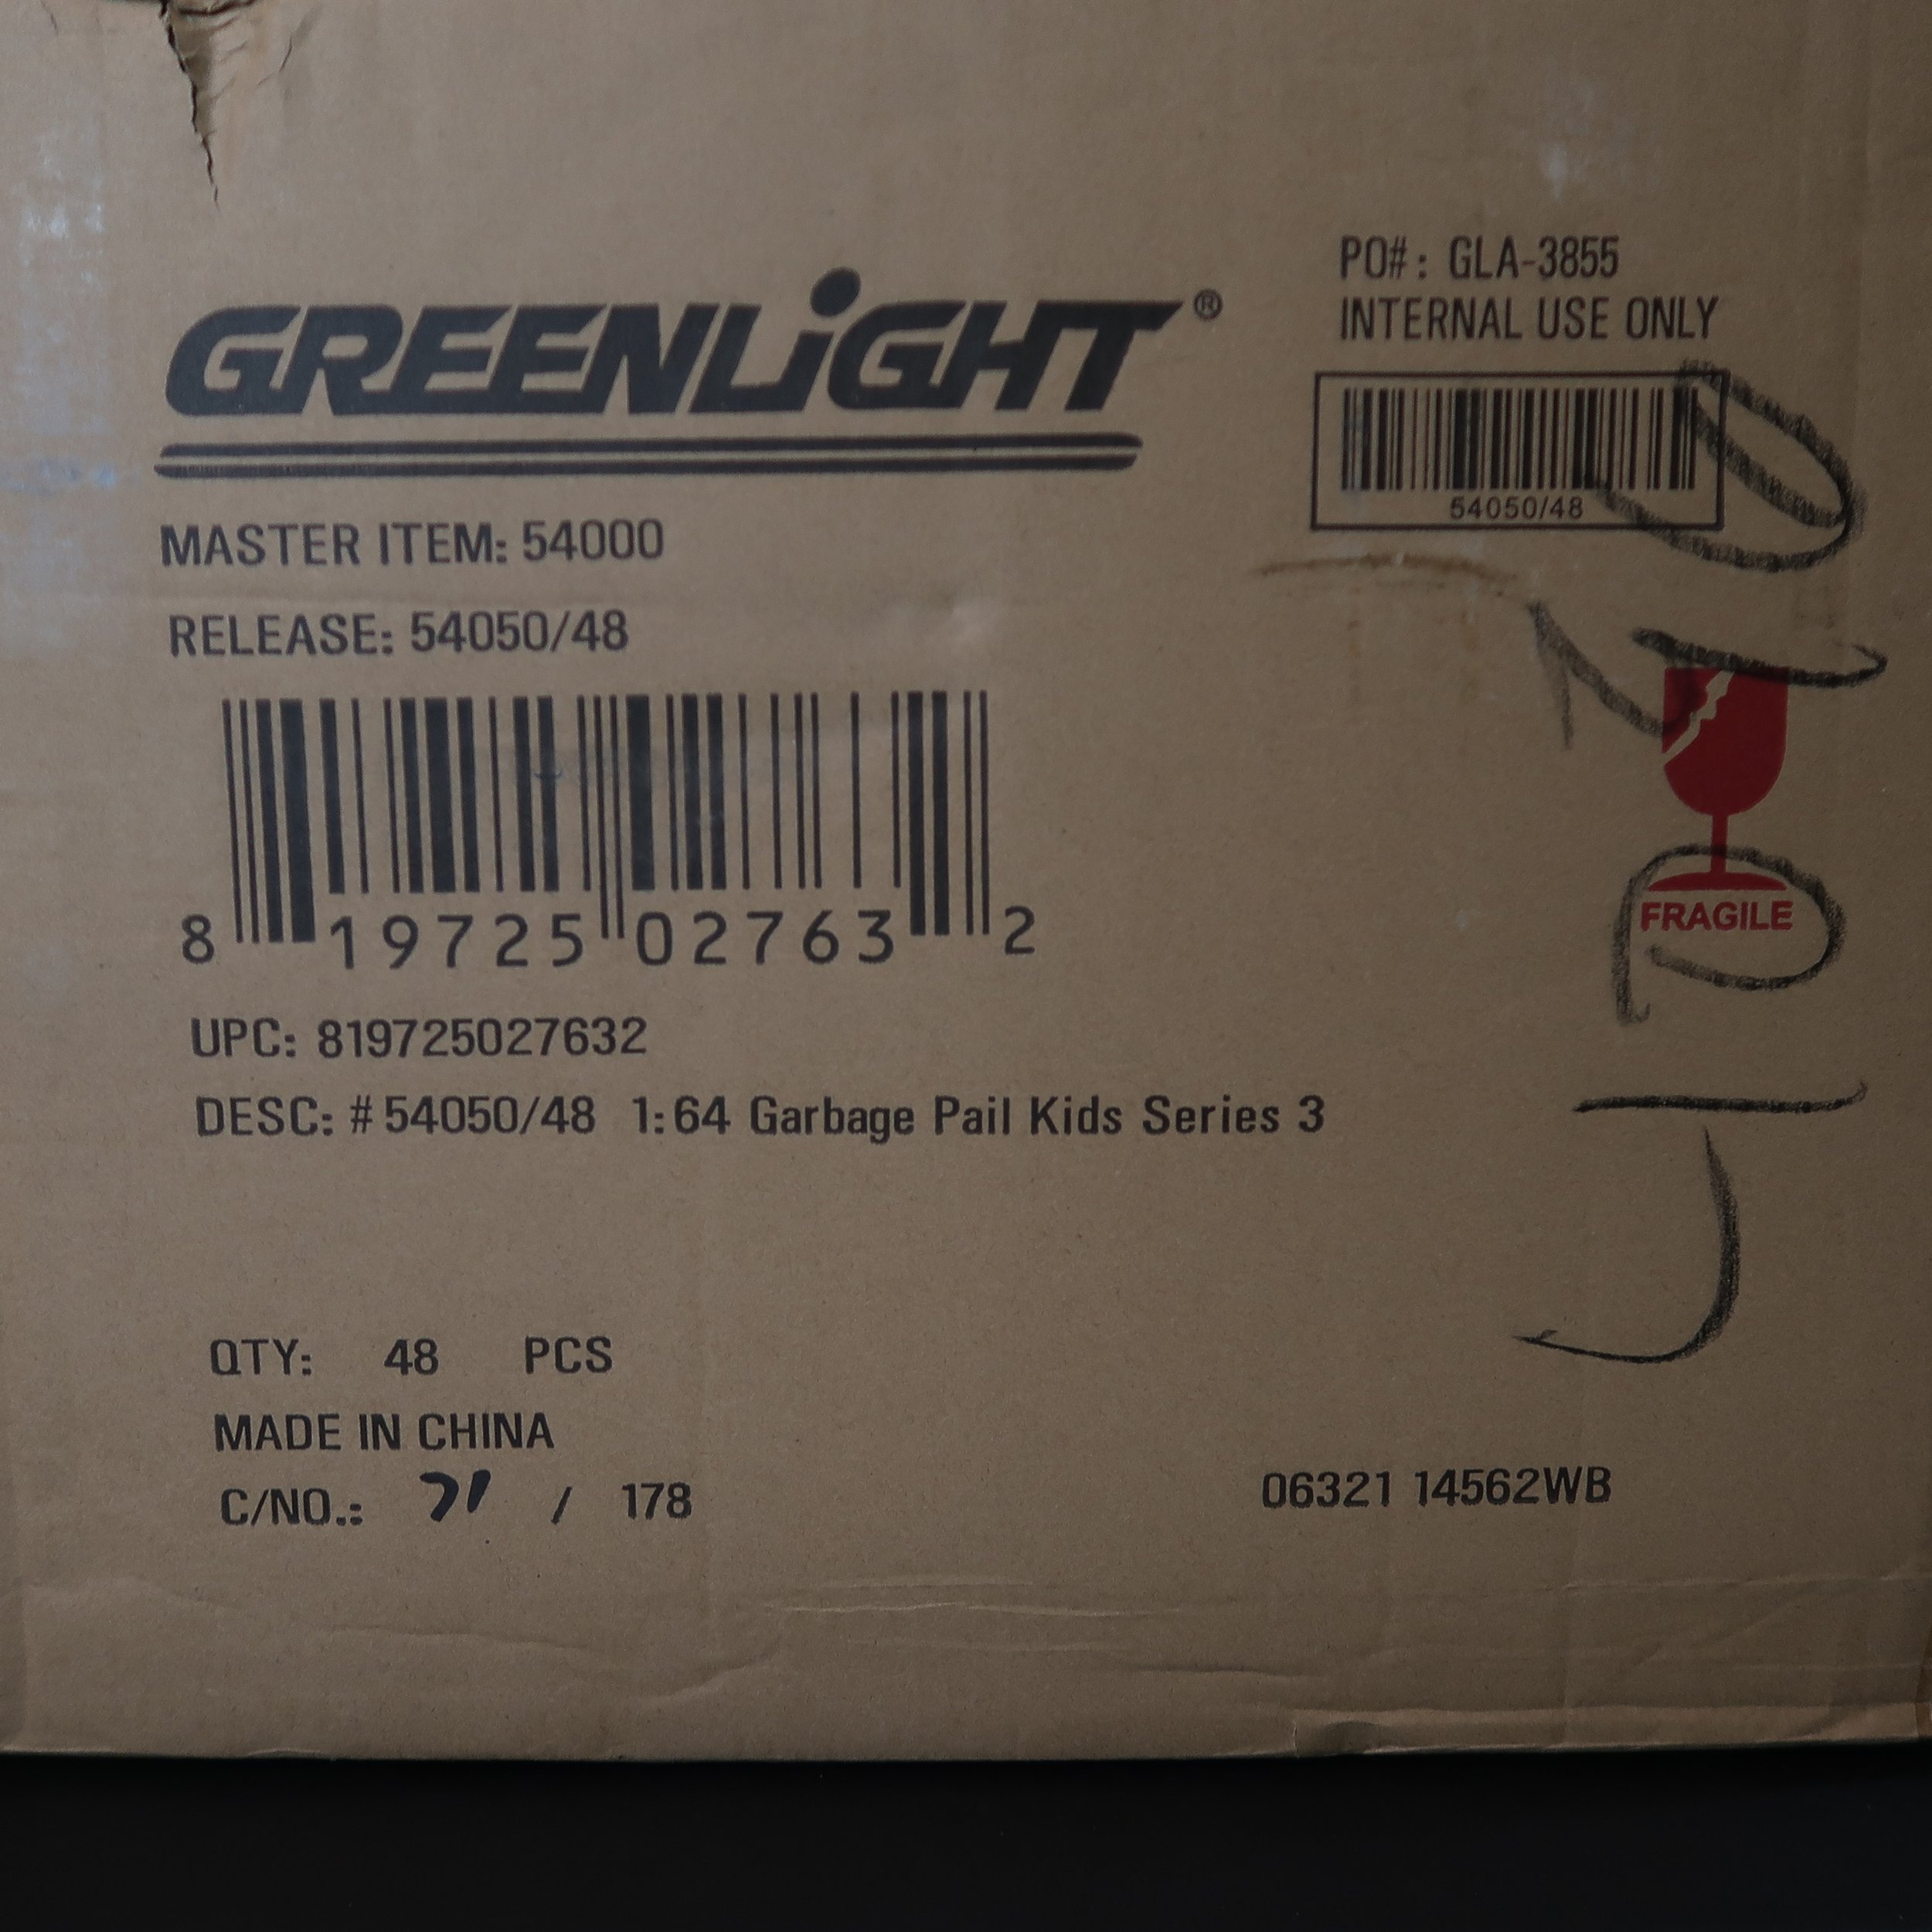 GREENLiGHT®
PO#: GLA-3855
INTERNAL USE ONLY
54050/48
MASTER ITEM: 54000
RELEASE: 54050/48
8 19725 02763 2
FRAGILE
UPC: 819725027632
DESC: #54050/48 1:64 Garbage Pail Kids Series 3
QTY: 48 PCS
MADE IN CHINA
C/NO.: / 178
06321 14562WB